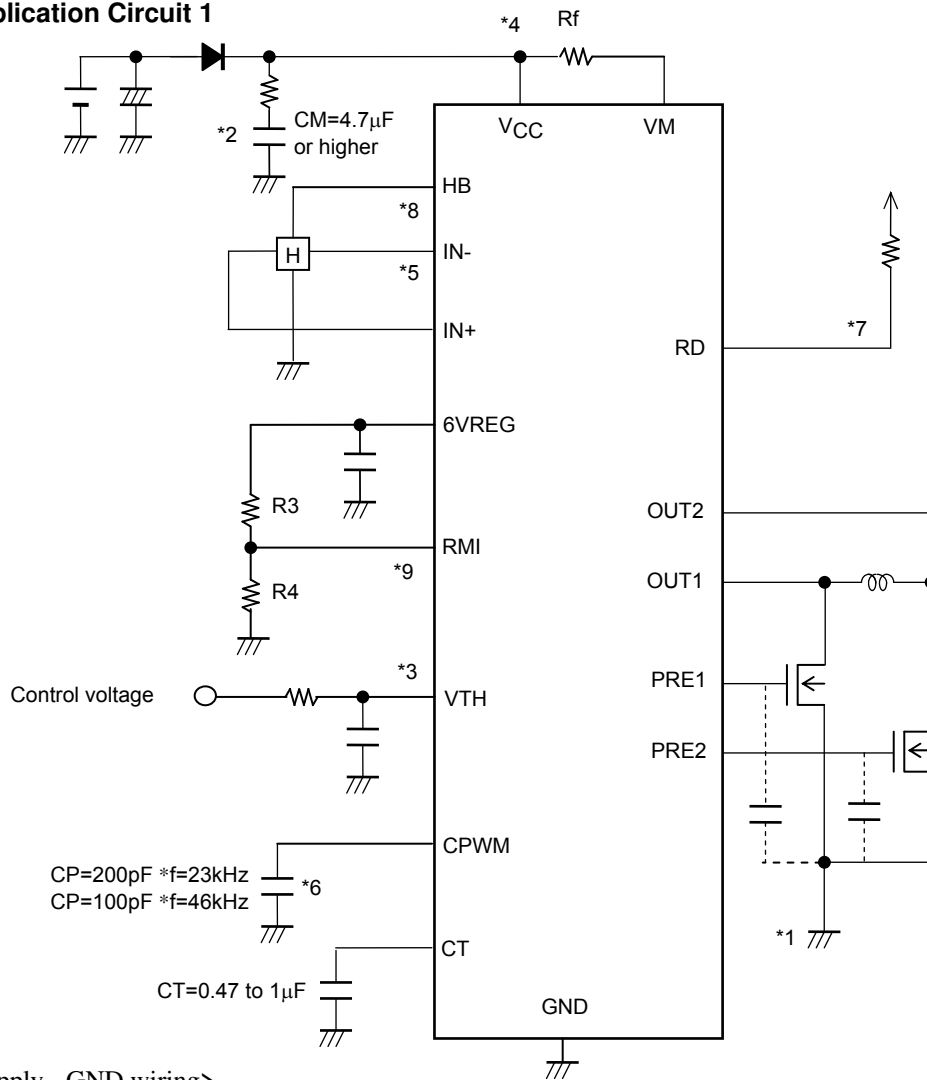 plication Circuit 1
*4 Rf
VCC VM
*2 CM=4.7μF
or higher
HB
*8
H IN-
*5
IN+
*7
RD
6VREG
R3
OUT2
RMI
*9
R4
OUT1
*3
PRE1
Control voltage VTH
PRE2
CPWM
CP=200pF *f=23kHz
CP=100pF *f=46kHz
*6
*1
CT
CT=0.47 to 1μF
GND
GND wiring>